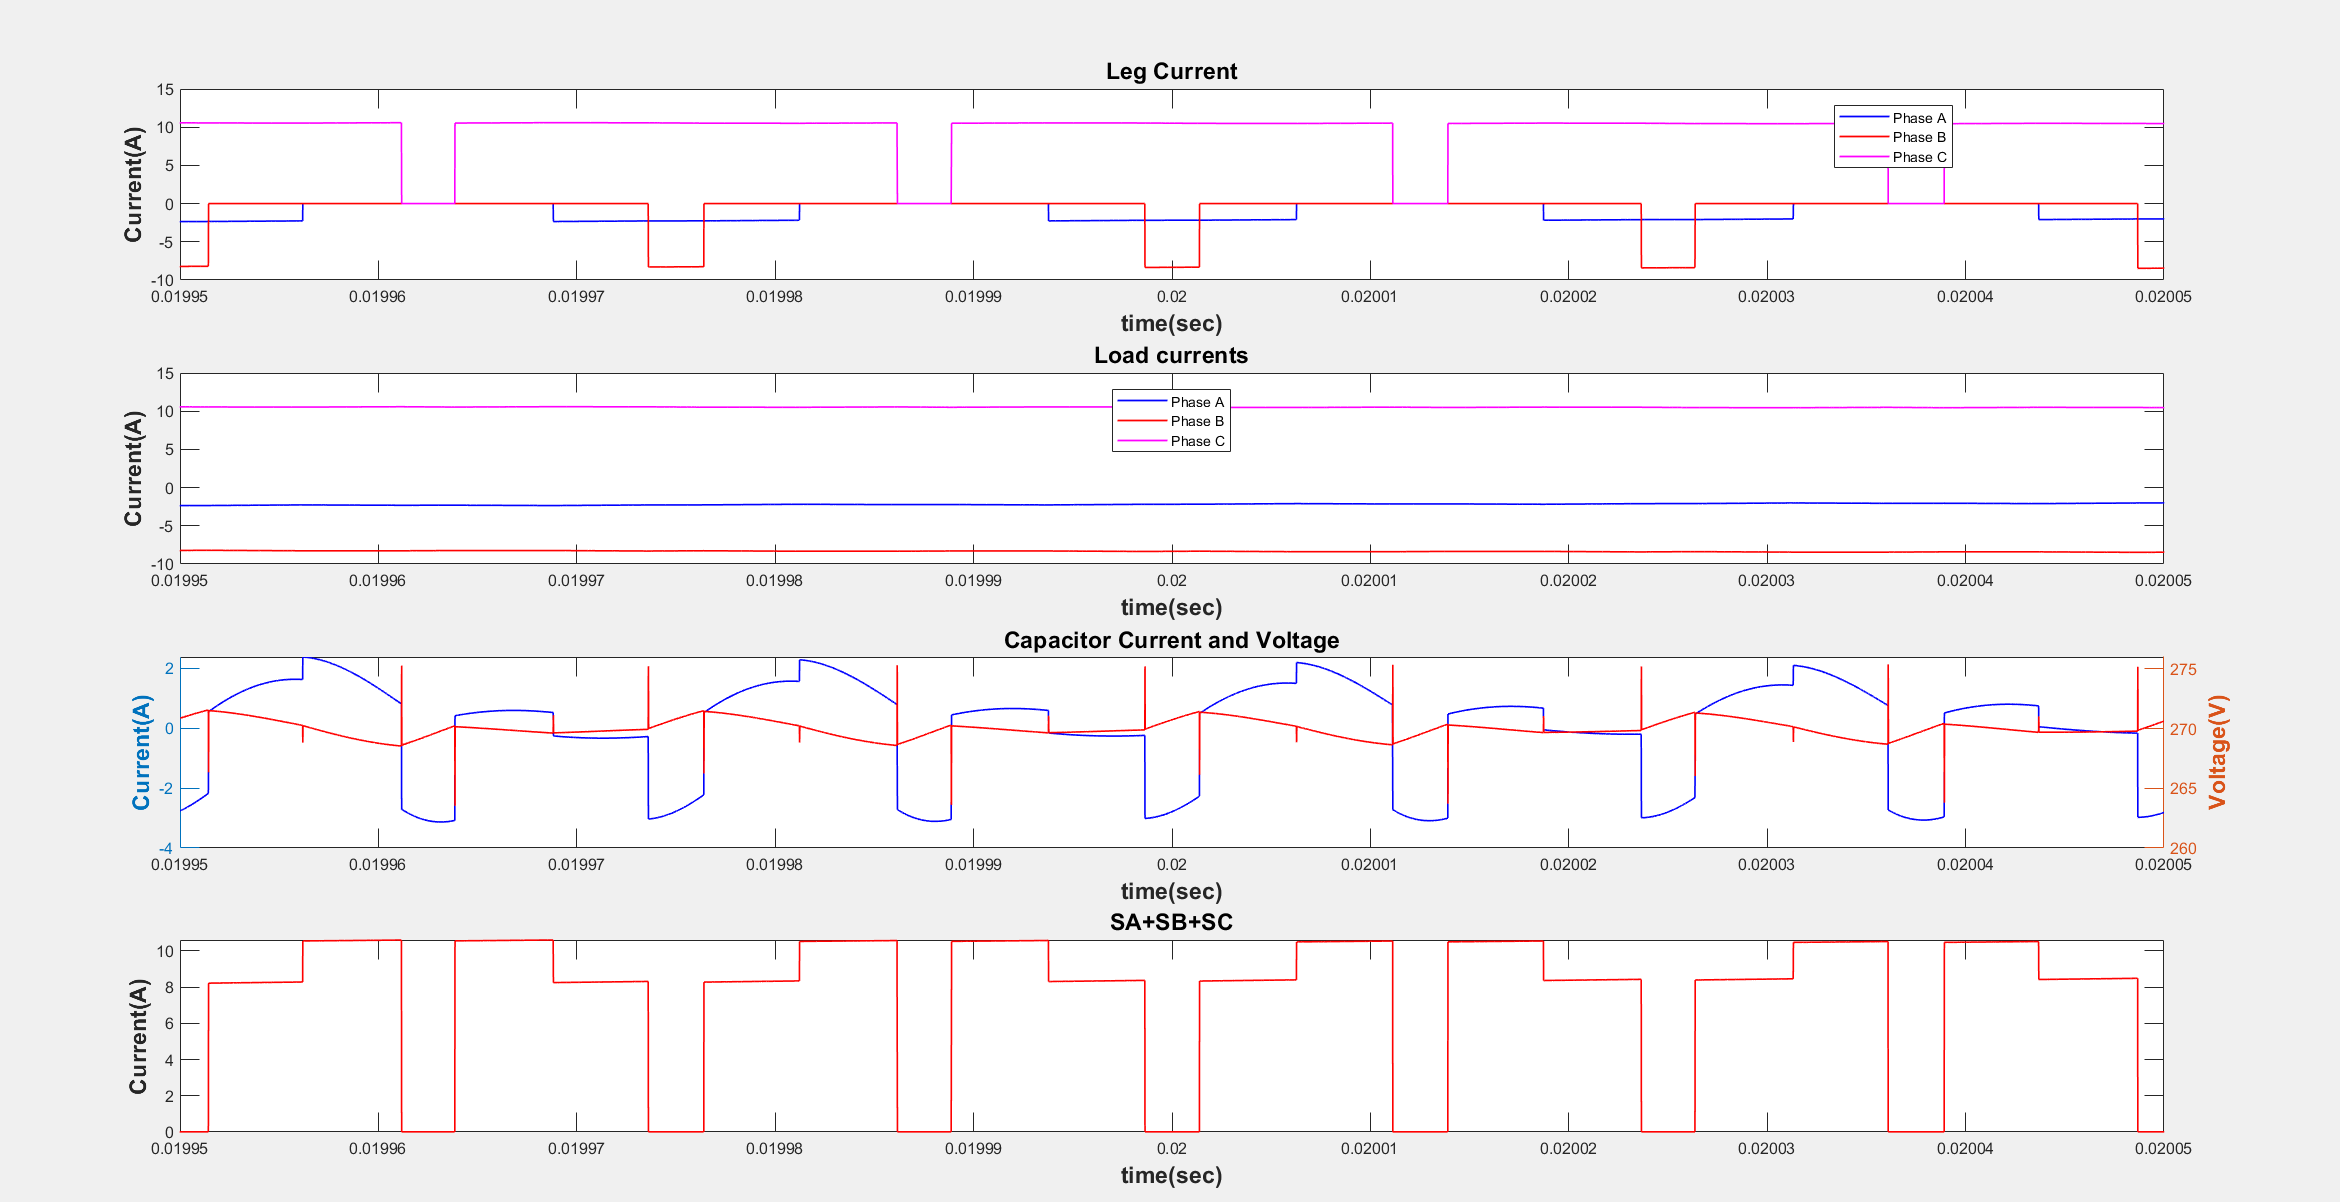 Leg Current
15
10
5
0
-5
-10
Current(A)
Phase A
Phase B
Phase C
0.01995 0.01996 0.01997 0.01998 0.01999 0.02 0.02001 0.02002 0.02003 0.02004 0.02005
time(sec)
Load currents
15
10
5
0
-5
-10
Current(A)
Phase A
Phase B
Phase C
0.01995 0.01996 0.01997 0.01998 0.01999 0.02 0.02001 0.02002 0.02003 0.02004 0.02005
time(sec)
Capacitor Current and Voltage
2
0
-2
-4
Current(A)
275
270
265
260
Voltage(V)
0.01995 0.01996 0.01997 0.01998 0.01999 0.02 0.02001 0.02002 0.02003 0.02004 0.02005
time(sec)
SA+SB+SC
10
8
6
4
2
0
Current(A)
0.01995 0.01996 0.01997 0.01998 0.01999 0.02 0.02001 0.02002 0.02003 0.02004 0.02005
time(sec)